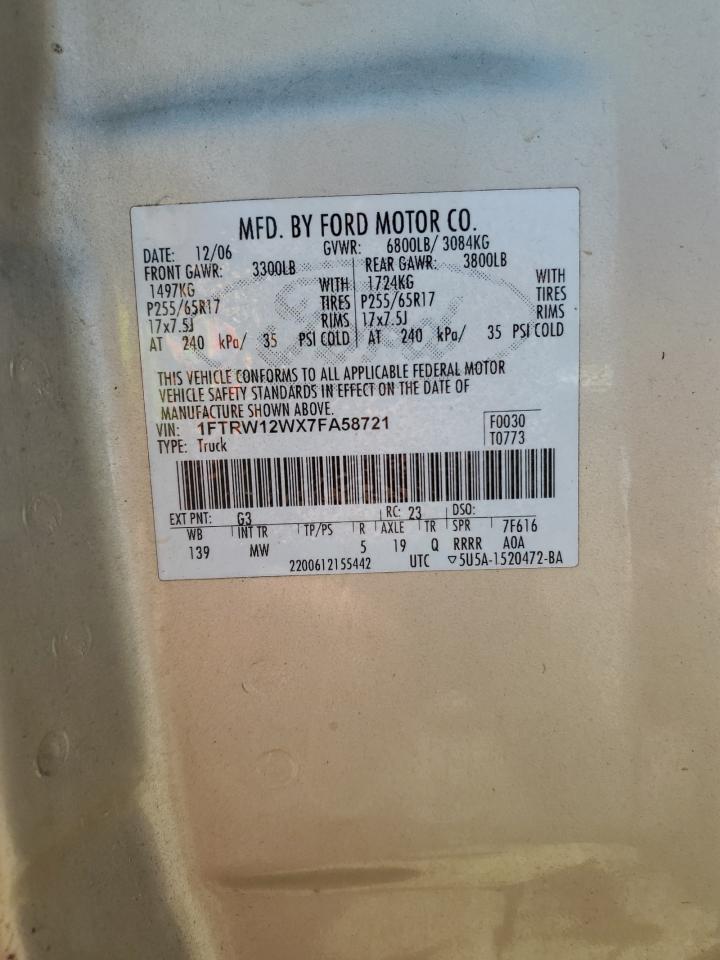 MFD. BY FORD MOTOR CO.
DATE: 12/06 GVWR: 6800LB/ 3084KG
FRONT GAWR: 3300LB REAR GAWR: 3800LB
1497KG WITH 1724KG WITH
P255/65R17 TIRES P255/65R17 TIRES
17x7.5J RIMS 17x7.5J RIMS
AT 240 kPa/ 35 PSI COLD AT 240 kPa/ 35 PSI COLD
THIS VEHICLE CONFORMS TO ALL APPLICABLE FEDERAL MOTOR
VEHICLE SAFETY STANDARDS IN EFFECT ON THE DATE OF
MANUFACTURE SHOWN ABOVE.
VIN: 1FTRW12WX7FA58721 F0030
TYPE: Truck T0773
EXT PNT: G3 RC: 23 DSO:
WB INT TR TP/PS R AXLE TR SPR 7F616
139 MW 5 19 Q RRRR A0A
2200612155442 UTC ▽5U5A-1520472-BA